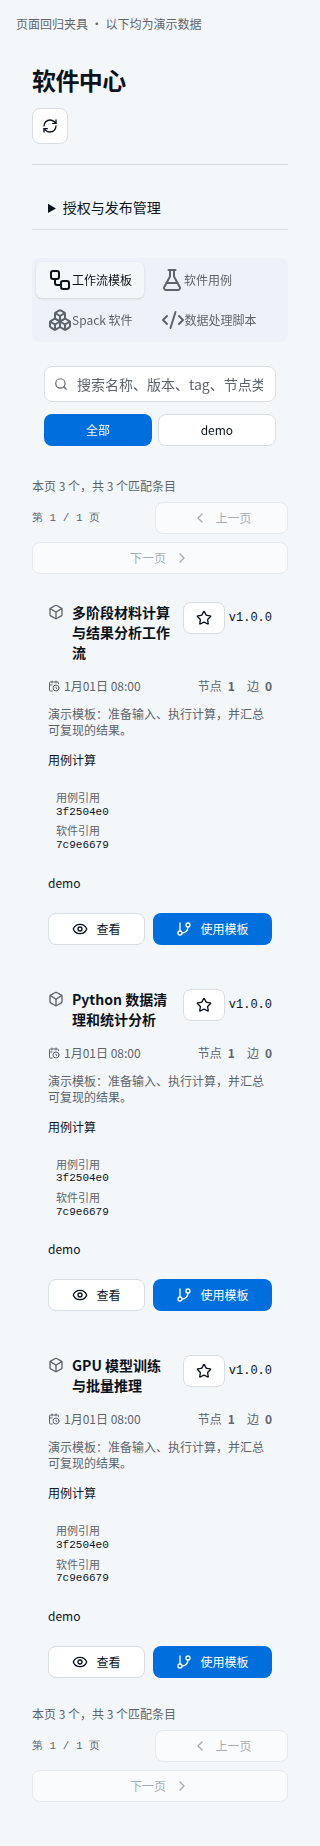 页面回归夹具 · 以下均为演示数据
软件中心
授权与发布管理
工作流模板
软件用例
Spack 软件
数据处理脚本
搜索名称、版本、tag、节点类
全部
demo
本页 3 个，共 3 个匹配条目
第 1 / 1 页
上一页
下一页
多阶段材料计算
与结果分析工作
流
v1.0.0
1月01日 08:00
节点 1 边 0
演示模板：准备输入、执行计算，并汇总
可复现的结果。
用例计算
用例引用
3f2504e0
软件引用
7c9e6679
demo
查看
使用模板
Python 数据清
理和统计分析
v1.0.0
1月01日 08:00
节点 1 边 0
演示模板：准备输入、执行计算，并汇总
可复现的结果。
用例计算
用例引用
3f2504e0
软件引用
7c9e6679
demo
查看
使用模板
GPU 模型训练
与批量推理
v1.0.0
1月01日 08:00
节点 1 边 0
演示模板：准备输入、执行计算，并汇总
可复现的结果。
用例计算
用例引用
3f2504e0
软件引用
7c9e6679
demo
查看
使用模板
本页 3 个，共 3 个匹配条目
第 1 / 1 页
上一页
下一页